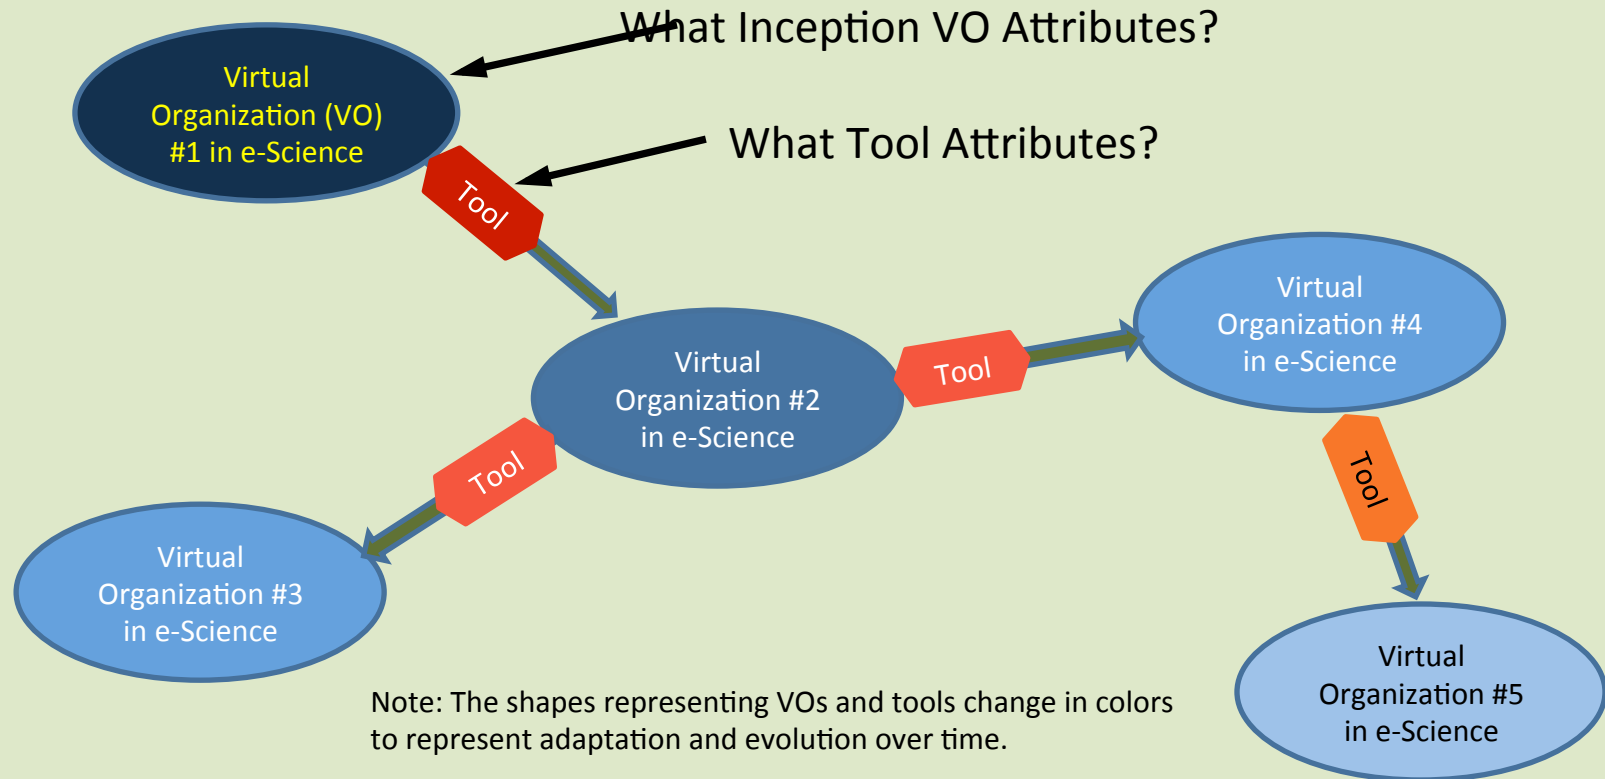 What Inception VO Attributes?
Virtual
Organization (VO)
#1 in e-Science
What Tool Attributes?
Tool
Virtual
Organization #4
in e-Science
Tool
Virtual
Organization #2
in e-Science
Tool
Tool
Virtual
Organization #3
in e-Science
Virtual
Organization #5
in e-Science
Note: The shapes representing VOs and tools change in colors
to represent adaptation and evolution over time.